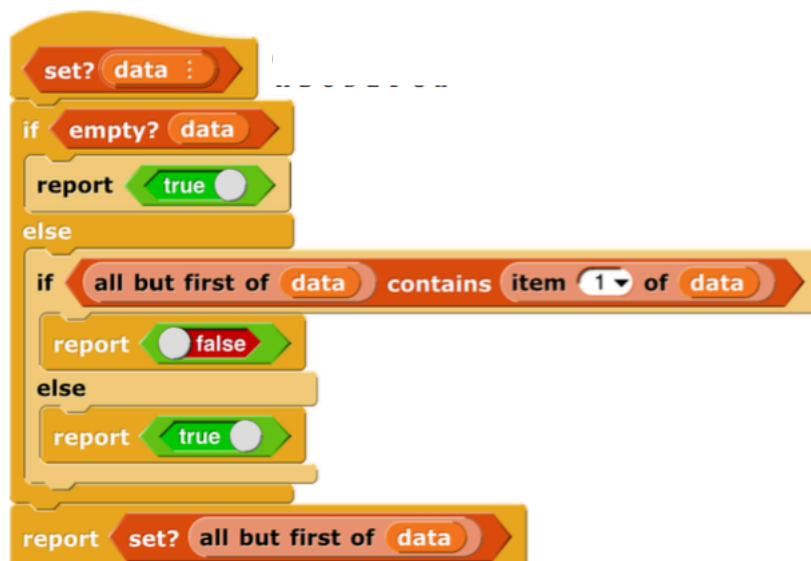 set? data
if empty? data
report true
else
if all but first of data contains item 1 of data
report false
else
report true
report set? all but first of data